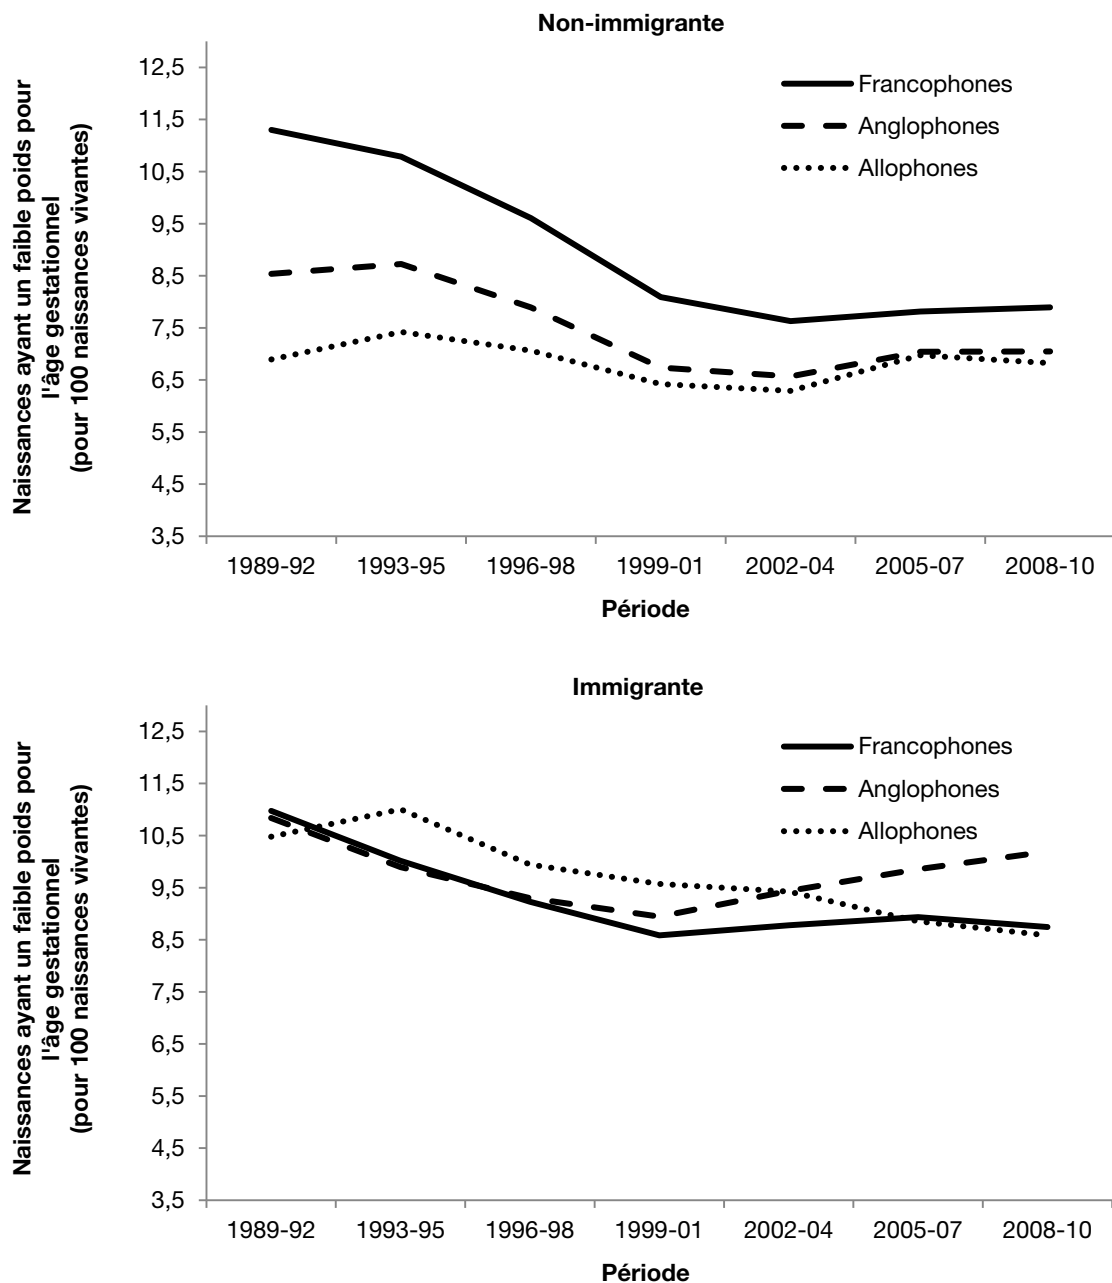 Non-immigrante
Naissances ayant un faible poids pour
l'âge gestationnel
(pour 100 naissances vivantes)
12,5
11,5
10,5
9,5
8,5
7,5
6,5
5,5
4,5
3,5
Francophones
Anglophones
Allophones
1989-92 1993-95 1996-98 1999-01 2002-04 2005-07 2008-10
Période
Immigrante
Naissances ayant un faible poids pour
l'âge gestationnel
(pour 100 naissances vivantes)
12,5
11,5
10,5
9,5
8,5
7,5
6,5
5,5
4,5
3,5
Francophones
Anglophones
Allophones
1989-92 1993-95 1996-98 1999-01 2002-04 2005-07 2008-10
Période